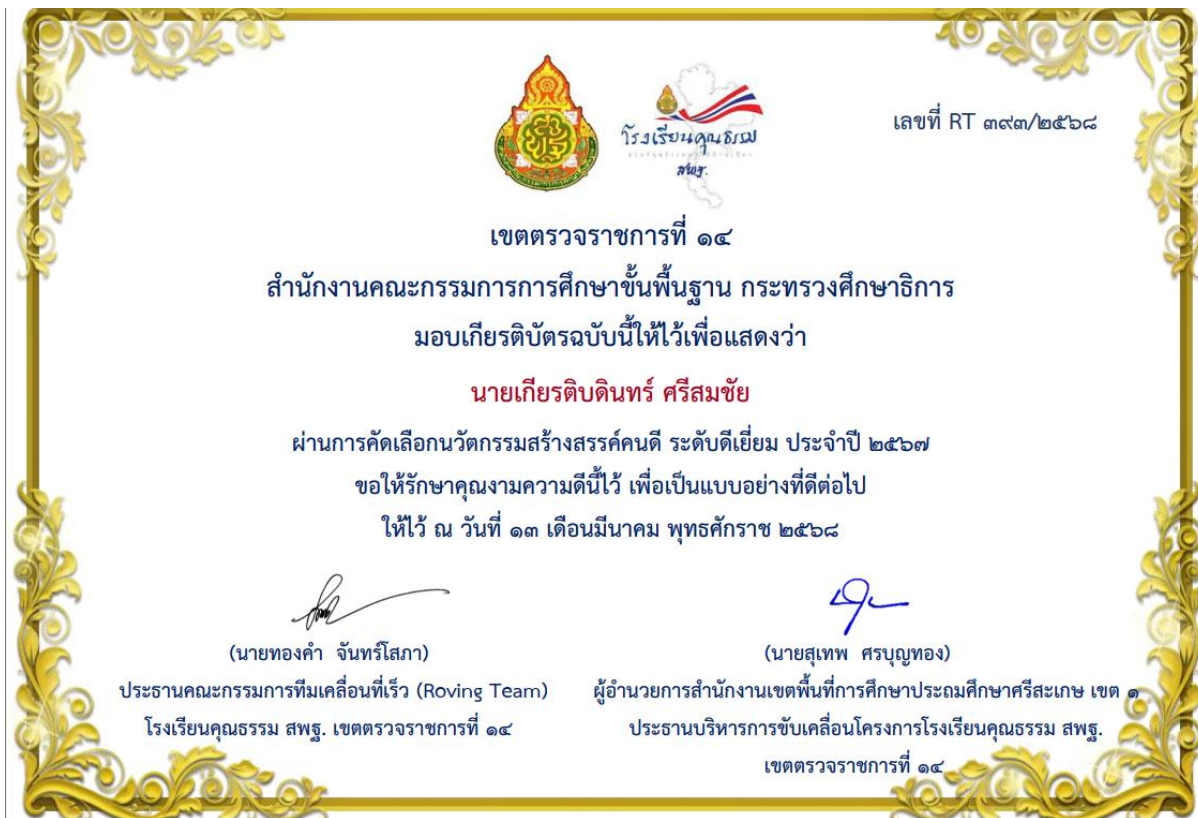 โรงเรียนคุณธรรม
สพฐ.
เลขที่ RT ๓๙๓/๒๕๖๘
เขตตรวจราชการที่ ๑๔
สำนักงานคณะกรรมการการศึกษาขั้นพื้นฐาน กระทรวงศึกษาธิการ
มอบเกียรติบัตรฉบับนี้ให้ไว้เพื่อแสดงว่า
นายเกียรติบดินทร์ ศรีสมชัย
ผ่านการคัดเลือกนวัตกรรมสร้างสรรค์คนดี ระดับดีเยี่ยม ประจำปี ๒๕๖๗
ขอให้รักษาคุณงามความดีนี้ไว้ เพื่อเป็นแบบอย่างที่ดีต่อไป
ให้ไว้ ณ วันที่ ๑๓ เดือนมีนาคม พุทธศักราช ๒๕๖๘
(นายทองคำ จันทร์โสภา)
ประธานคณะกรรมการทีมเคลื่อนที่เร็ว (Roving Team)
โรงเรียนคุณธรรม สพฐ. เขตตรวจราชการที่ ๑๔
(นายสุเทพ ศรบุญทอง)
ผู้อำนวยการสำนักงานเขตพื้นที่การศึกษาประถมศึกษาศรีสะเกษ เขต ๑
ประธานบริหารการขับเคลื่อนโครงการโรงเรียนคุณธรรม สพฐ.
เขตตรวจราชการที่ ๑๔